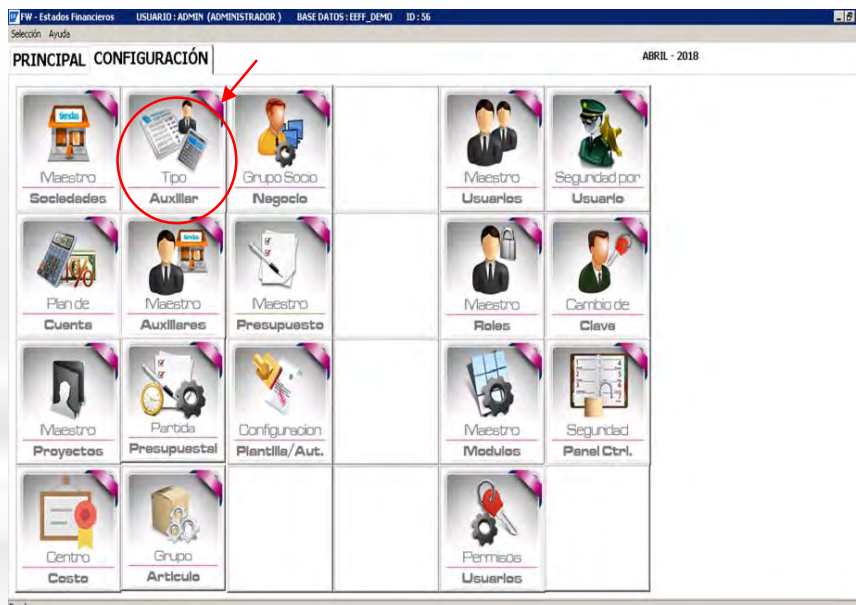 FW - Estados Financieros USUARIO : ADMIN (ADMINISTRADOR ) BASE DATOS : EEFF_DEMO ID : 56
Selección Ayuda
PRINCIPAL CONFIGURACIÓN ABRIL - 2018
tiendas
Maestro Sociedades
Tipo Auxiliar
Grupo Socio Negocio
Maestro Usuarios
Seguridad por Usuario
Plan de Cuenta
tiendas
Maestro Auxiliares
Maestro Presupuesto
Maestro Roles
Cambio de Clave
Maestro Proyectos
Partida Presupuestal
Configuracion Plantilla/Aut.
Maestro Modulos
Seguridad Panel Ctrl.
Centro Costo
Grupo Articulo
Permisos Usuarios